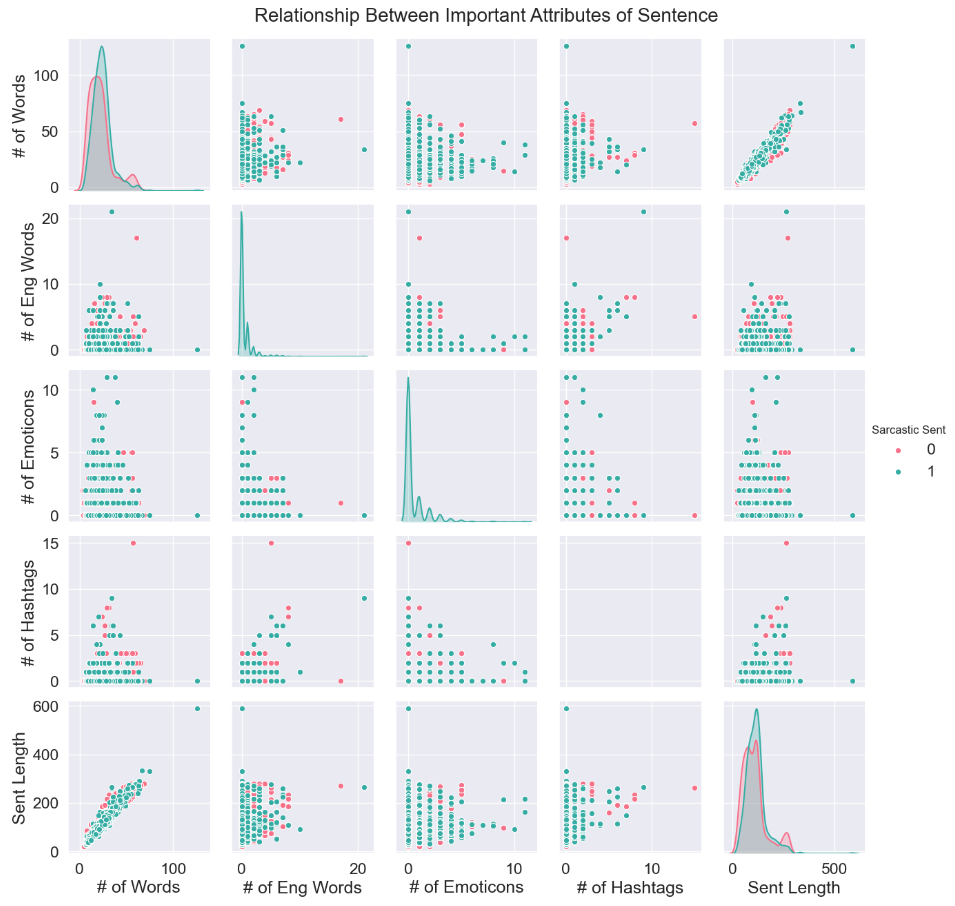 Relationship Between Important Attributes of Sentence
# of Words
100
50
0
# of Eng Words
20
10
0
# of Emoticons
10
5
0
Sarcastic Sent
0
1
# of Hashtags
15
10
5
0
Sent Length
600
400
200
0
0 100 0 20 0 10 0 10 0 500
# of Words # of Eng Words # of Emoticons # of Hashtags Sent Length